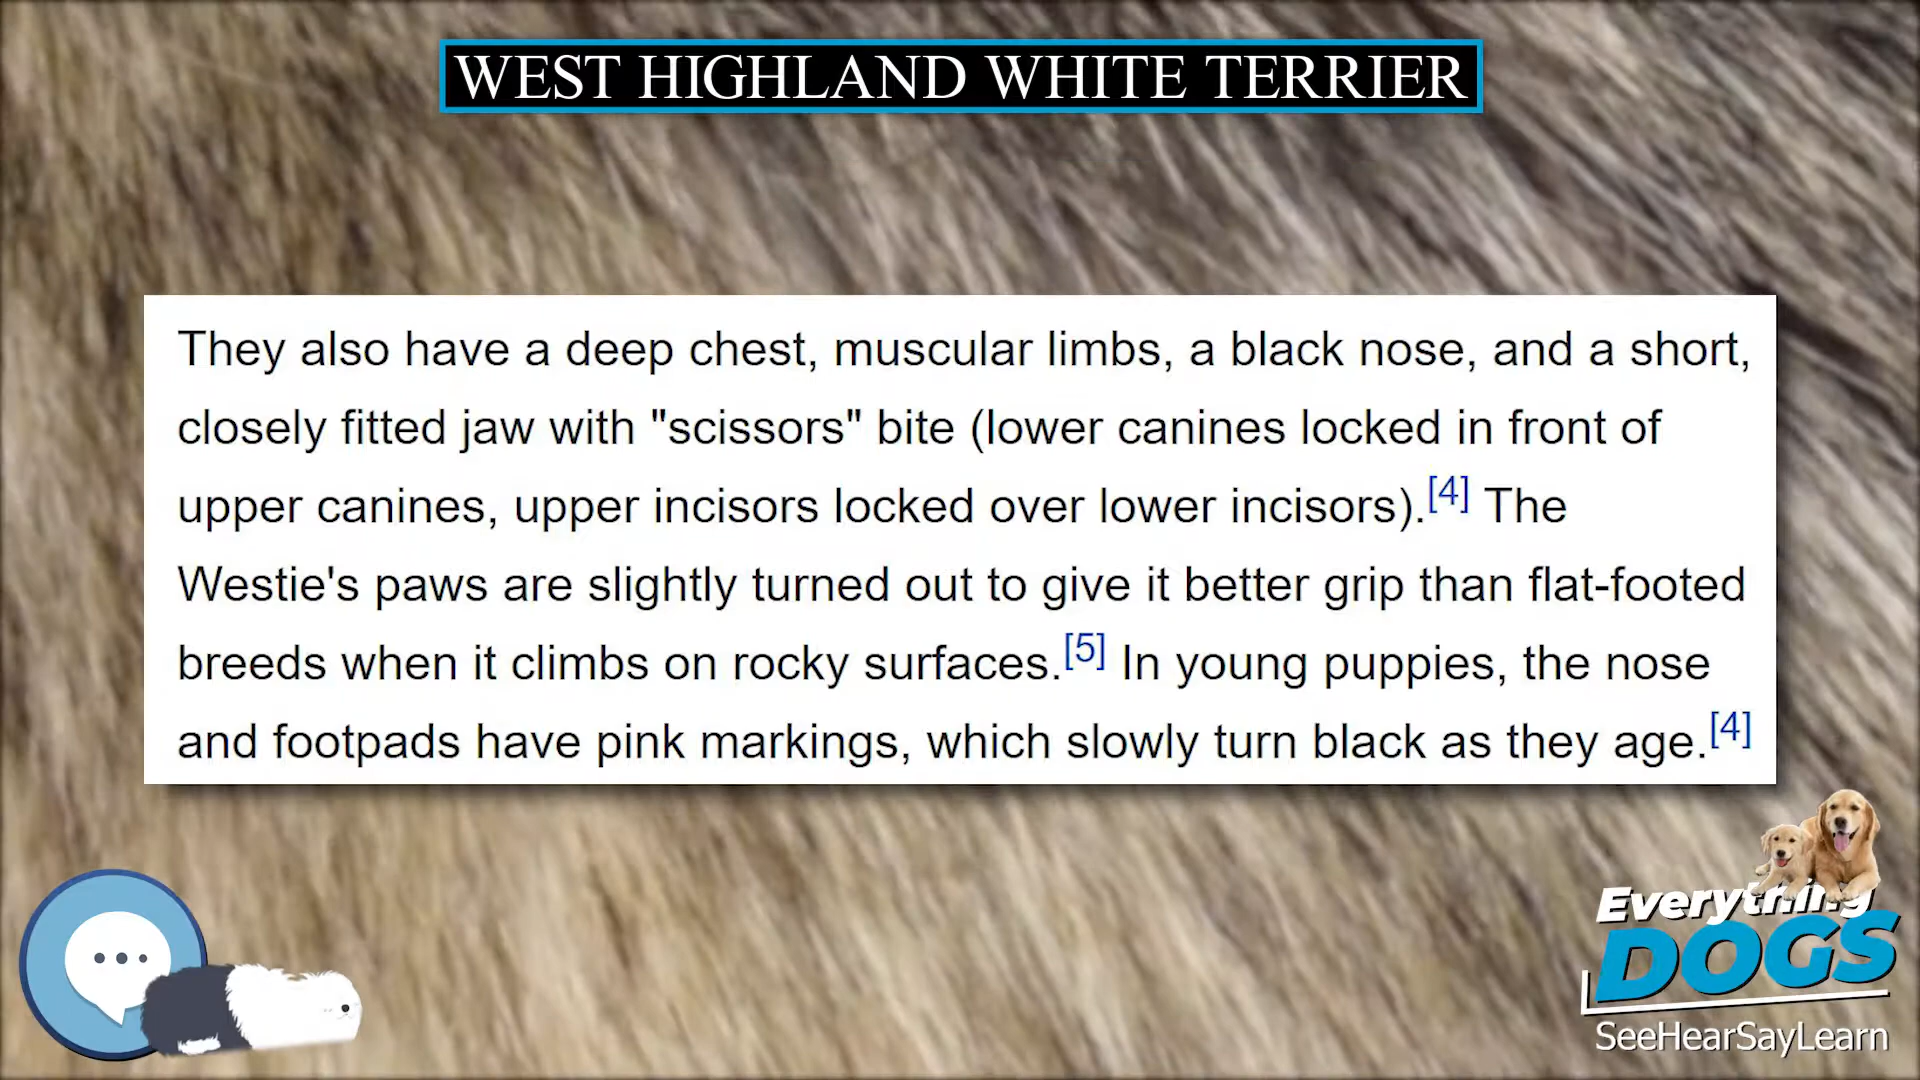 WEST HIGHLAND WHITE TERRIER
They also have a deep chest, muscular limbs, a black nose, and a short,
closely fitted jaw with "scissors" bite (lower canines locked in front of
upper canines, upper incisors locked over lower incisors).[4] The
Westie's paws are slightly turned out to give it better grip than flat-footed
breeds when it climbs on rocky surfaces.[5] In young puppies, the nose
and footpads have pink markings, which slowly turn black as they age.[4]
Everything
DOGS
SeeHearSayLearn